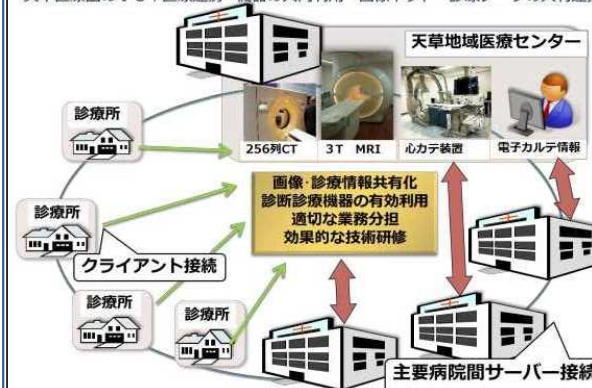 天草地域医療センター
256列CT
3T MRI
心カテ装置
電子カルテ情報
診療所
画像・診療情報共有化
診断診療機器の有効利用
適切な業務分担
効果的な技術研修
診療所
クライアント接続
診療所
診療所
主要病院間サーバー接続